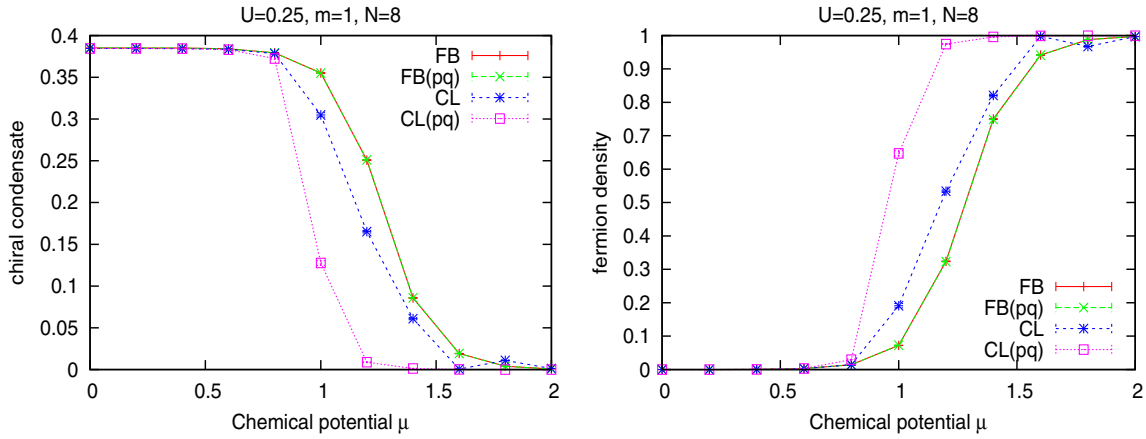 U=0.25, m=1, N=8
chiral condensate
0.4
0.35
0.3
0.25
0.2
0.15
0.1
0.05
0
FB
FB(pq)
CL
CL(pq)
0
0.5
1
1.5
2
Chemical potential μ
U=0.25, m=1, N=8
fermion density
1
0.9
0.8
0.7
0.6
0.5
0.4
0.3
0.2
0.1
0
FB
FB(pq)
CL
CL(pq)
0
0.5
1
1.5
2
Chemical potential μ